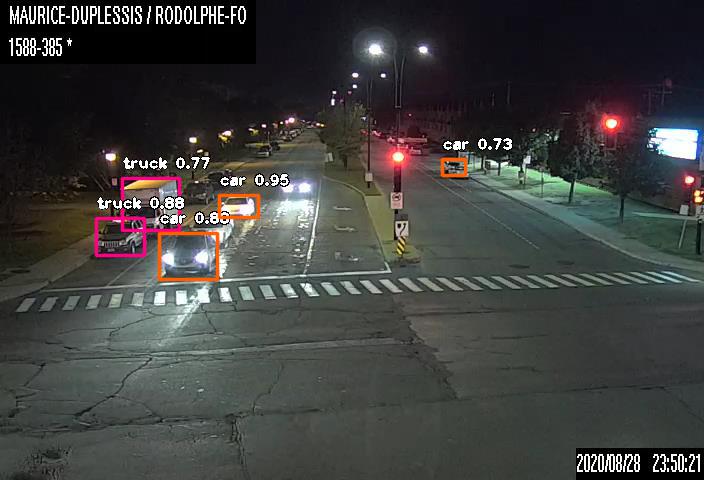 MAURICE-DUPLESSIS / RODOLPHE-FO
1588-385 *
car 0.73
truck 0.77
car 0.95
truck 0.88
car 0.8
2020/08/28 23:50:21